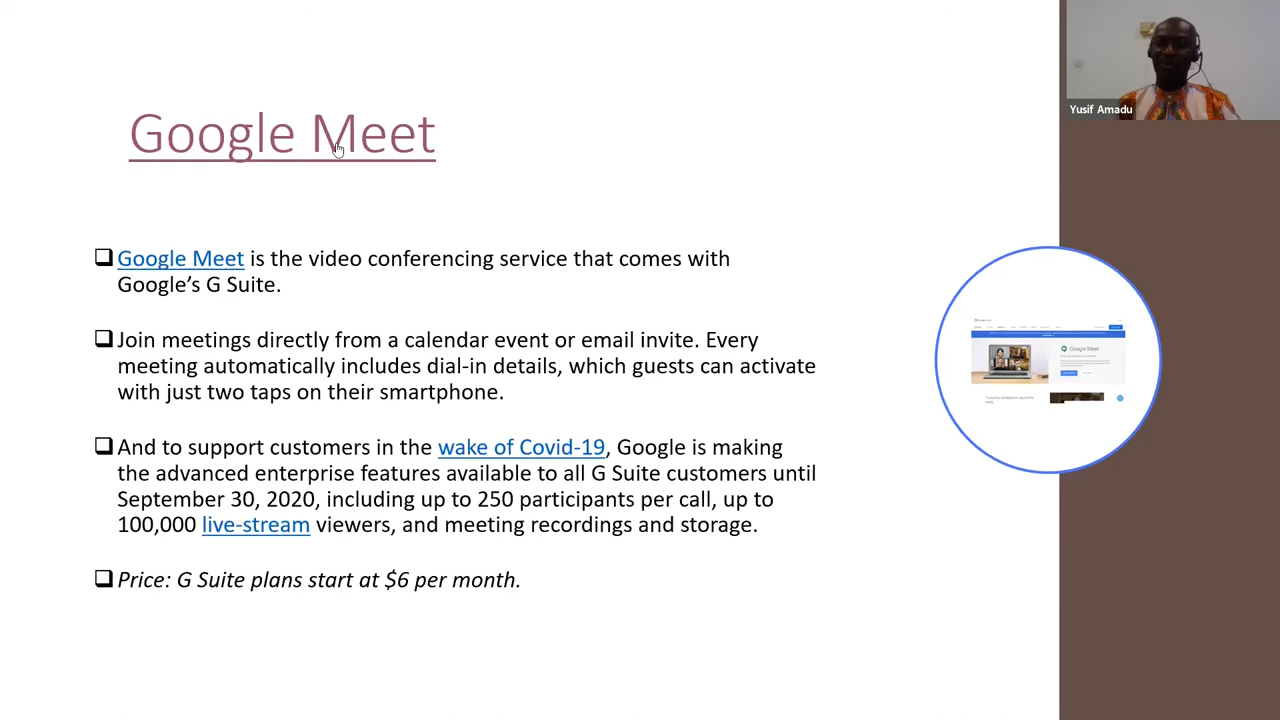 Google Meet
Yusif Amadu
Google Meet is the video conferencing service that comes with
Google’s G Suite.
Join meetings directly from a calendar event or email invite. Every
meeting automatically includes dial-in details, which guests can activate
with just two taps on their smartphone.
And to support customers in the wake of Covid-19, Google is making
the advanced enterprise features available to all G Suite customers until
September 30, 2020, including up to 250 participants per call, up to
100,000 live-stream viewers, and meeting recordings and storage.
Price: G Suite plans start at $6 per month.
Google Meet